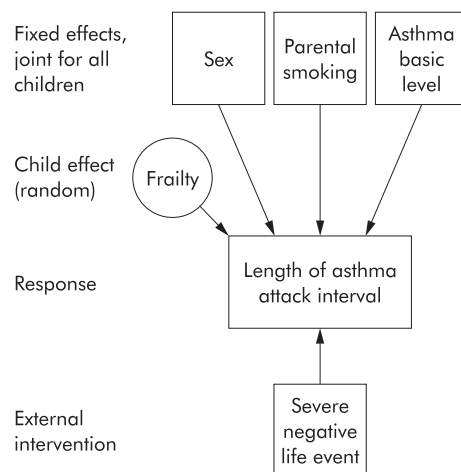 Fixed effects,
joint for all
children
Sex
Parental
smoking
Asthma
basic
level
Child effect
(random)
Frailty
Response
Length of asthma
attack interval
External
intervention
Severe
negative
life event